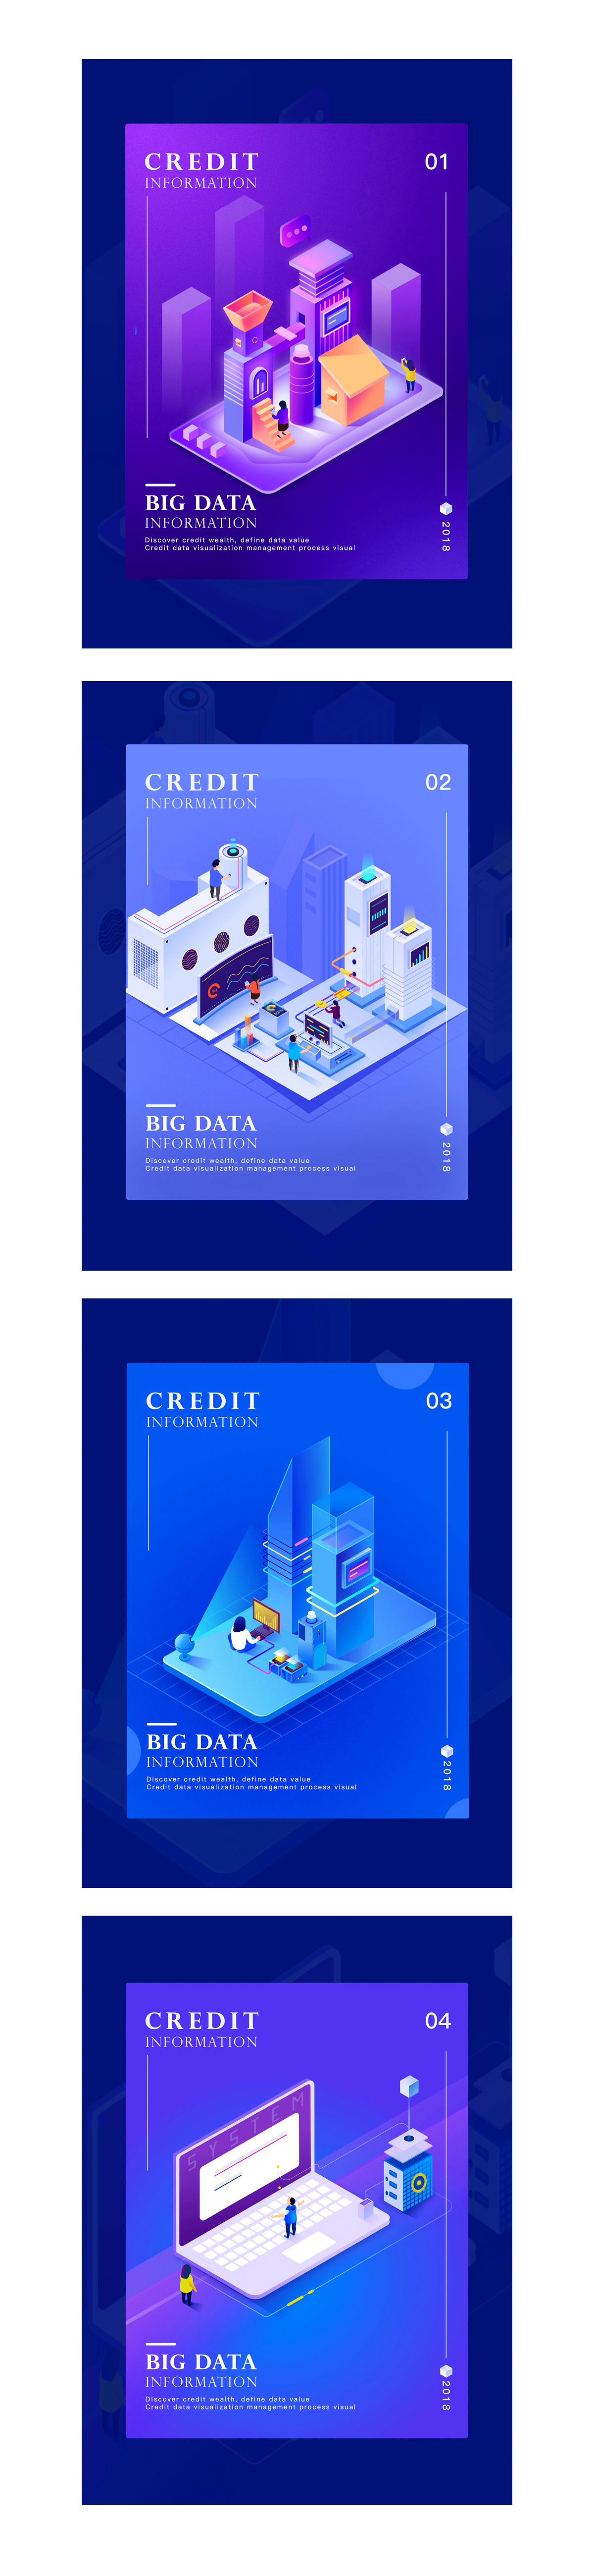 CREDIT
INFORMATION
01
BIG DATA
INFORMATION
Discover credit wealth, define data value
Credit data visualization management process visual
2018
CREDIT
INFORMATION
02
BIG DATA
INFORMATION
Discover credit wealth, define data value
Credit data visualization management process visual
2018
CREDIT
INFORMATION
03
BIG DATA
INFORMATION
Discover credit wealth, define data value
Credit data visualization management process visual
2018
CREDIT
INFORMATION
04
SYSTEM
BIG DATA
INFORMATION
Discover credit wealth, define data value
Credit data visualization management process visual
2018